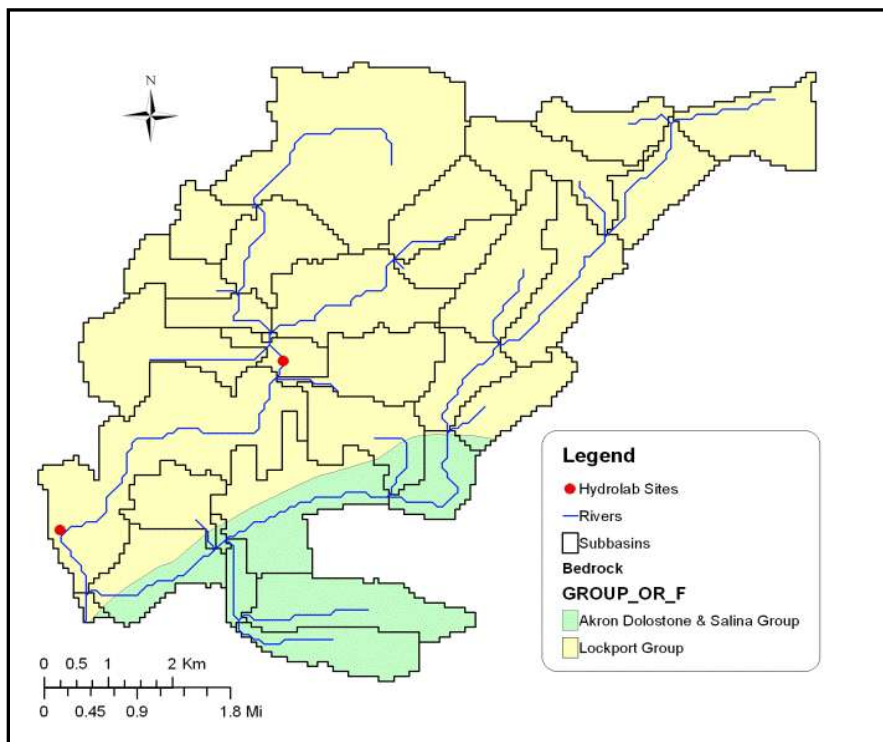 N
Legend
Hydrolab Sites
Rivers
Subbasins
Bedrock
GROUP_OR_F
Akron Dolostone & Salina Group
Lockport Group
0 0.5 1 2 Km
0 0.45 0.9 1.8 Mi